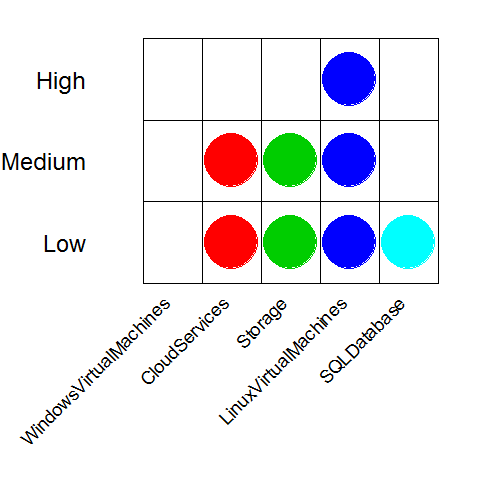 High
Medium
Low
WindowsVirtualMachines
CloudServices
Storage
LinuxVirtualMachines
SQLDatabase